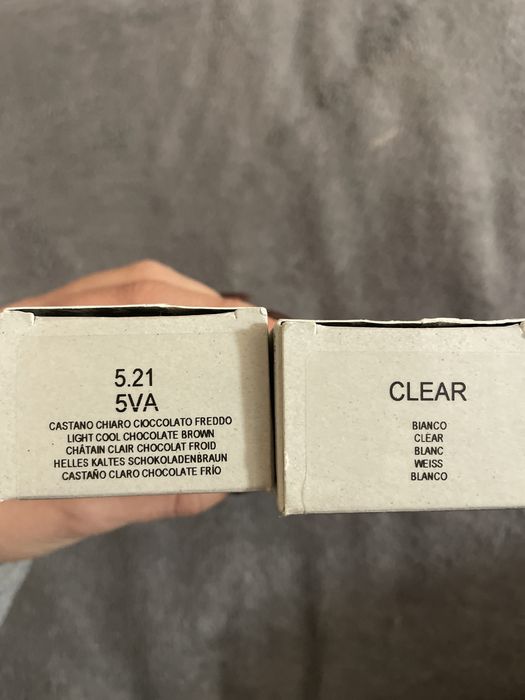 5.21
5VA
CASTANO CHIARO CIOCCOLATO FREDDO
LIGHT COOL CHOCOLATE BROWN
CHÂTAIN CLAIR CHOCOLAT FROID
HELLES KALTES SCHOKOLADENBRAUN
CASTAÑO CLARO CHOCOLATE FRÍO
CLEAR
BIANCO
CLEAR
BLANC
WEISS
BLANCO